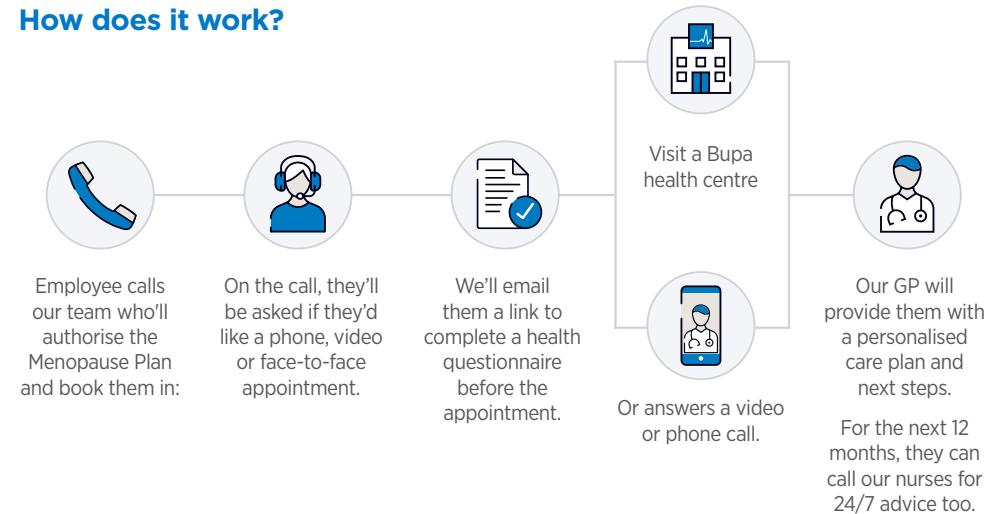 How does it work?
Employee calls
our team who'll
authorise the
Menopause Plan
and book them in:
On the call, they’ll
be asked if they’d
like a phone, video
or face-to-face
appointment.
We’ll email
them a link to
complete a health
questionnaire
before the
appointment.
Visit a Bupa
health centre
Or answers a video
or phone call.
Our GP will
provide them with
a personalised
care plan and
next steps.
For the next 12
months, they can
call our nurses for
24/7 advice too.